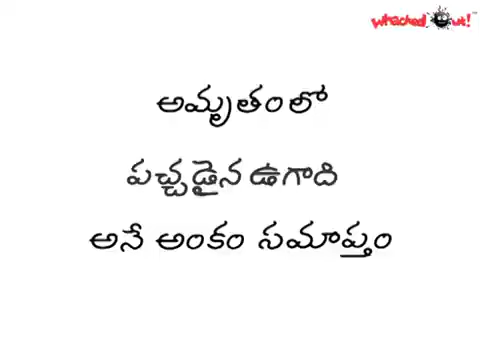 whacked out!
అమృతంలో
పచ్చడైన ఉగాది
అనే అంకం సమాప్తం